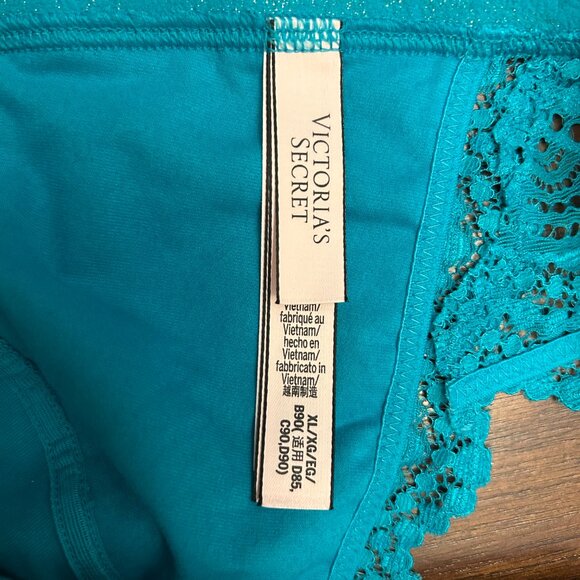 VICTORIA'S
SECRET
Vietnam/
fabriqué au
Vietnam/
hecho en
Vietnam/
fabbricato in
Vietnam/
越南制造
XL/XG/EG/
B90( 适用 D85,
C90,D90)